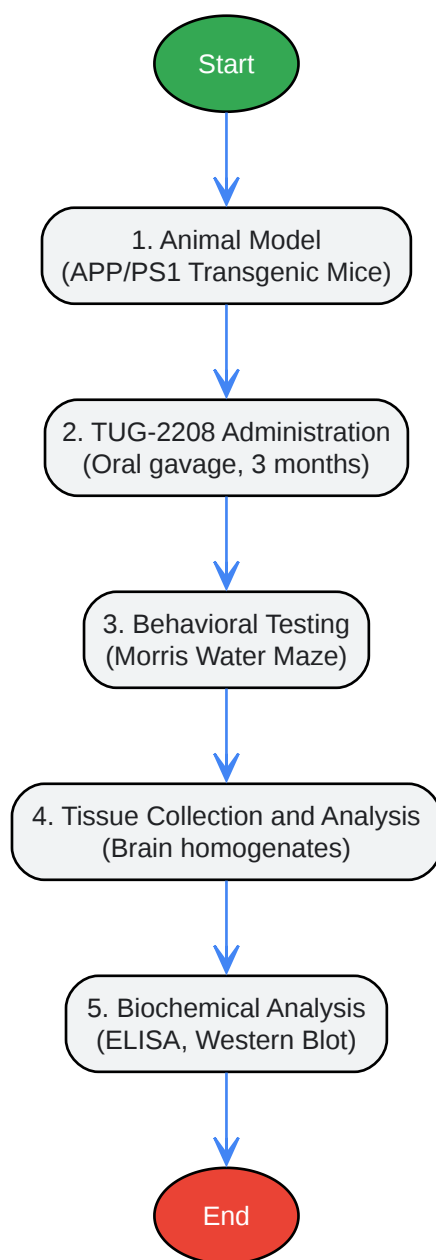 Start
1. Animal Model
(APP/PS1 Transgenic Mice)
2. TUG-2208 Administration
(Oral gavage, 3 months)
3. Behavioral Testing
(Morris Water Maze)
4. Tissue Collection and Analysis
(Brain homogenates)
5. Biochemical Analysis
(ELISA, Western Blot)
End